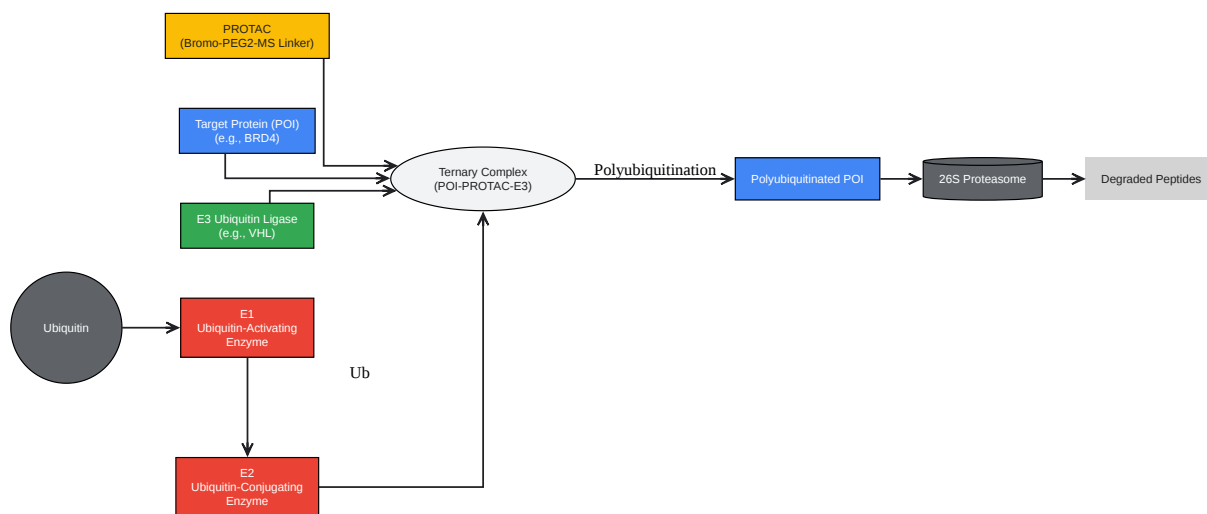 PROTAC
(Bromo-PEG2-MS Linker)
Target Protein (POI)
(e.g., BRD4)
Ternary Complex
(POI-PROTAC-E3)
Polyubiquitination
Polyubiquitinated POI
26S Proteasome
Degraded Peptides
E3 Ubiquitin Ligase
(e.g., VHL)
Ubiquitin
E1
Ubiquitin-Activating
Enzyme
Ub
E2
Ubiquitin-Conjugating
Enzyme